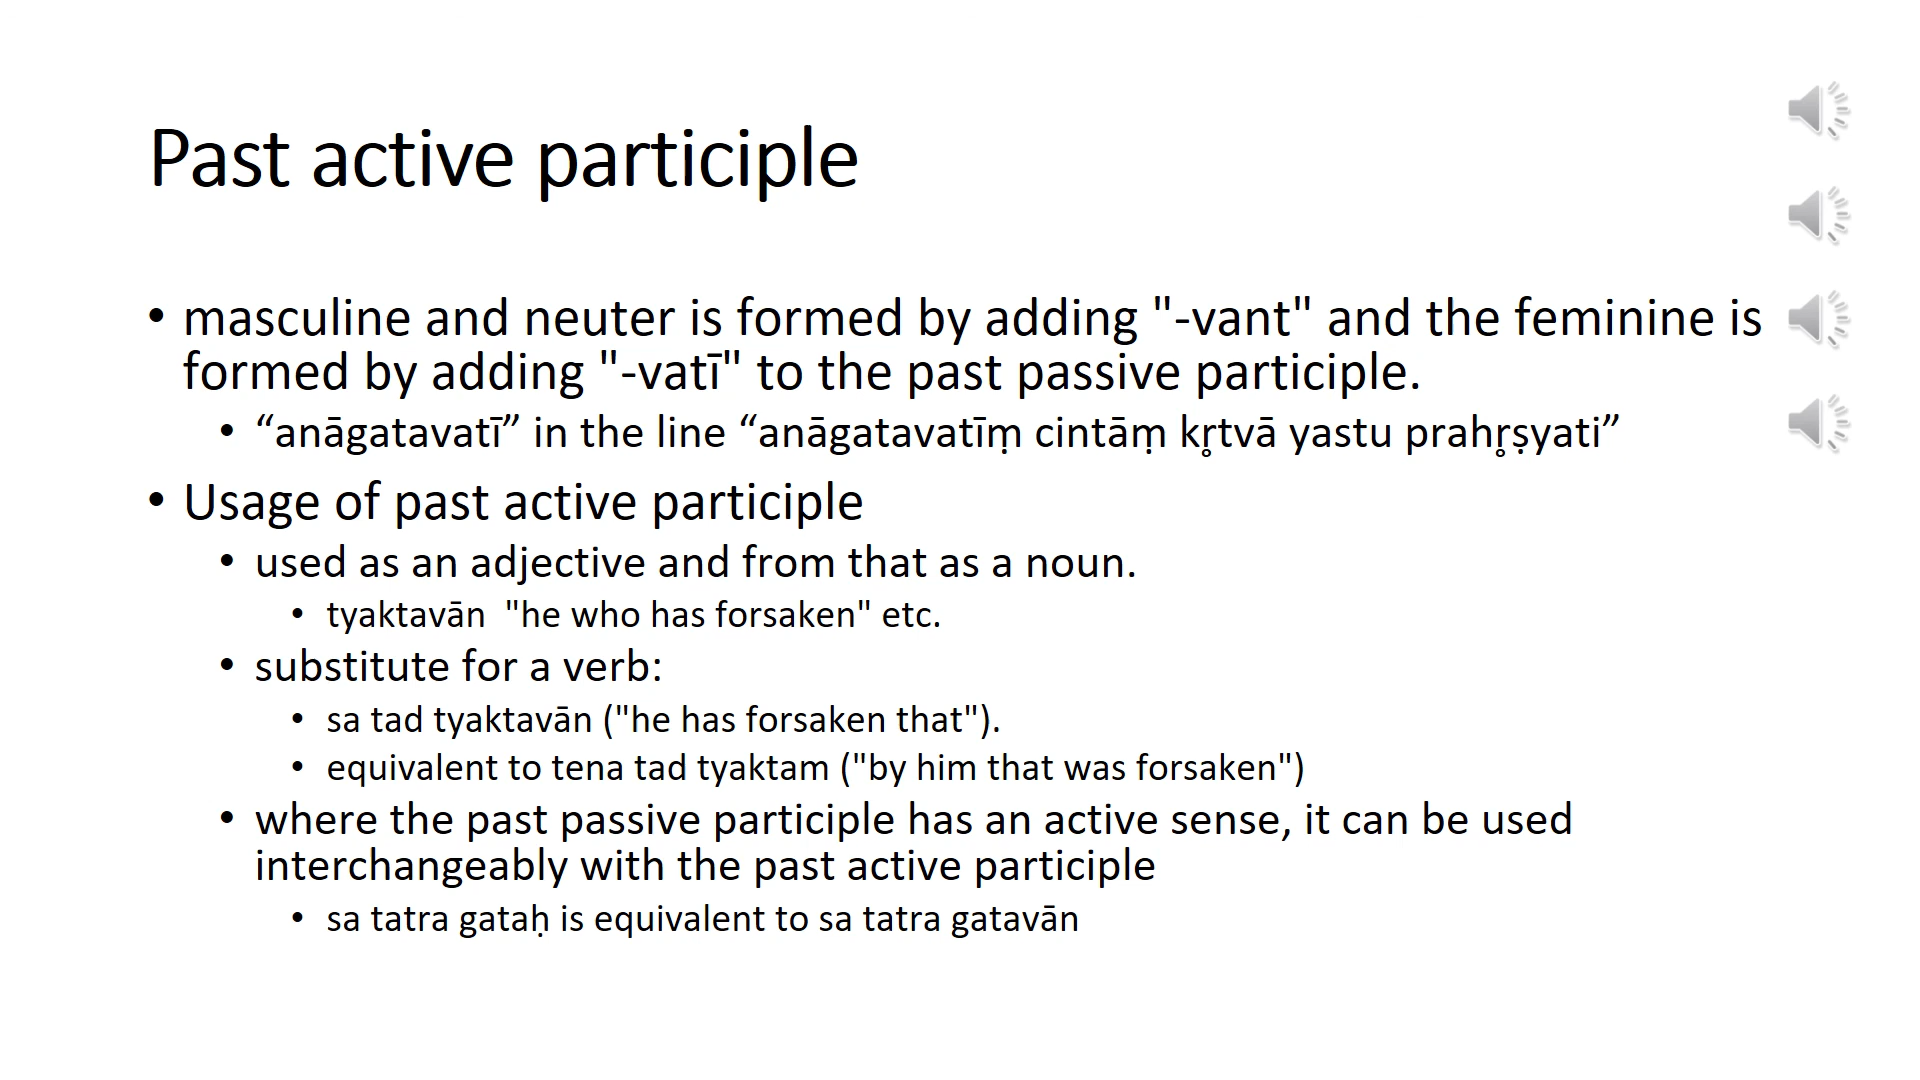 Past active participle
• masculine and neuter is formed by adding "-vant" and the feminine is
formed by adding "-vatī" to the past passive participle.
• “anāgatavatī” in the line “anāgatavatīṃ cintāṃ kr̥tvā yastu prahr̥ṣyati”
• Usage of past active participle
• used as an adjective and from that as a noun.
• tyaktavān  "he who has forsaken" etc.
• substitute for a verb:
• sa tad tyaktavān ("he has forsaken that").
• equivalent to tena tad tyaktam ("by him that was forsaken")
• where the past passive participle has an active sense, it can be used
interchangeably with the past active participle
• sa tatra gataḥ is equivalent to sa tatra gatavān